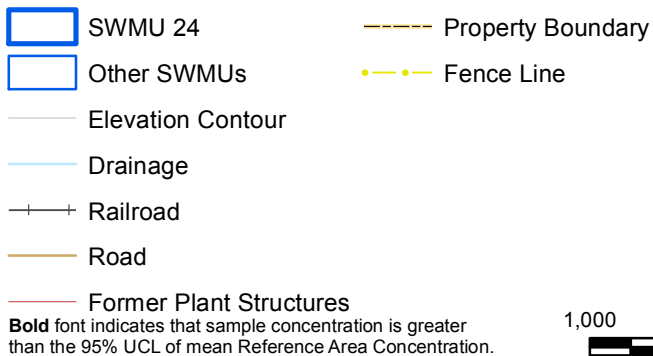 SWMU 24
Other SWMUs
Elevation Contour
Drainage
Railroad
Road
Former Plant Structures
Property Boundary
Fence Line
Bold font indicates that sample concentration is greater
than the 95% UCL of mean Reference Area Concentration.
1,000